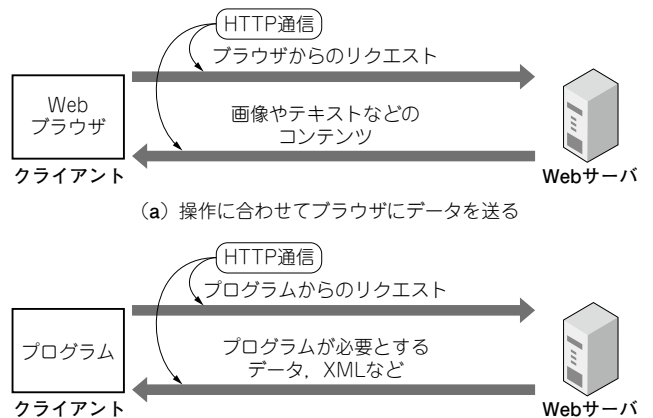 HTTP通信
ブラウザからのリクエスト
Web
ブラウザ
画像やテキストなどの
コンテンツ
クライアント
Webサーバ
（a）操作に合わせてブラウザにデータを送る
HTTP通信
プログラムからのリクエスト
プログラム
プログラムが必要とする
データ，XMLなど
クライアント
Webサーバ